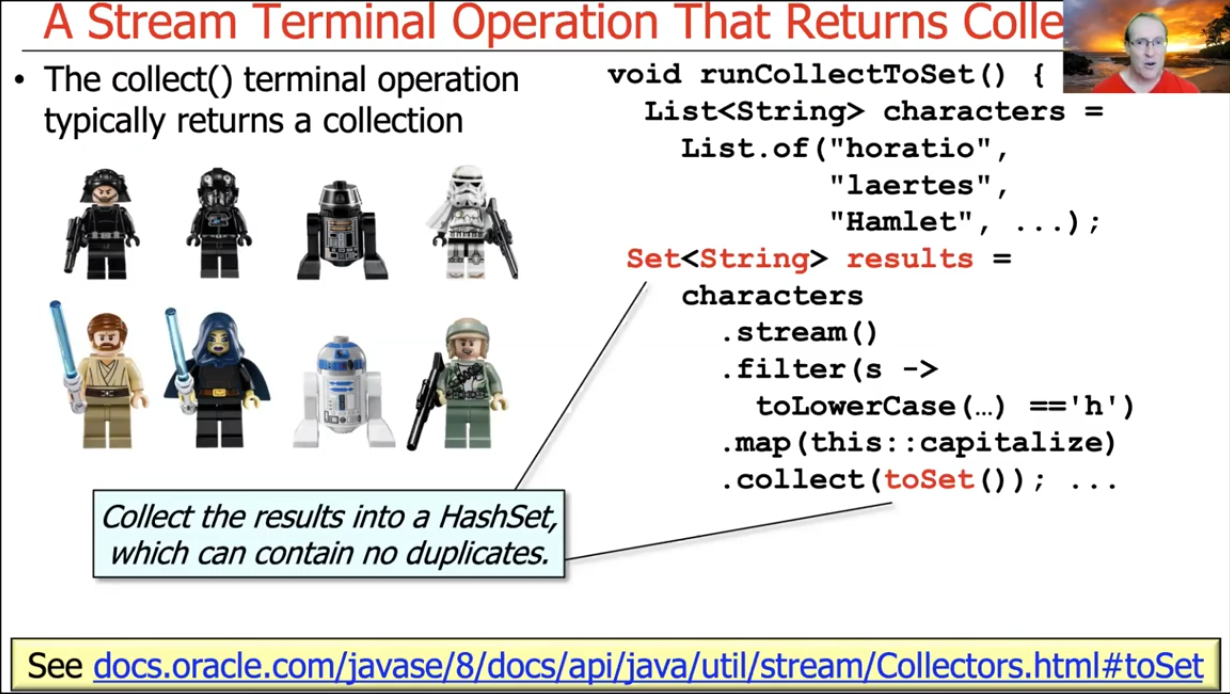 A Stream Terminal Operation That Returns Colle
• The collect() terminal operation
typically returns a collection
void runCollectToSet() {
List<String> characters =
List.of("horatio",
"laertes",
"Hamlet", ...);
Set<String> results =
characters
.stream()
.filter(s ->
toLowerCase(…) =='h')
.map(this::capitalize)
.collect(toSet()); ...
Collect the results into a HashSet,
which can contain no duplicates.
See docs.oracle.com/javase/8/docs/api/java/util/stream/Collectors.html#toSet